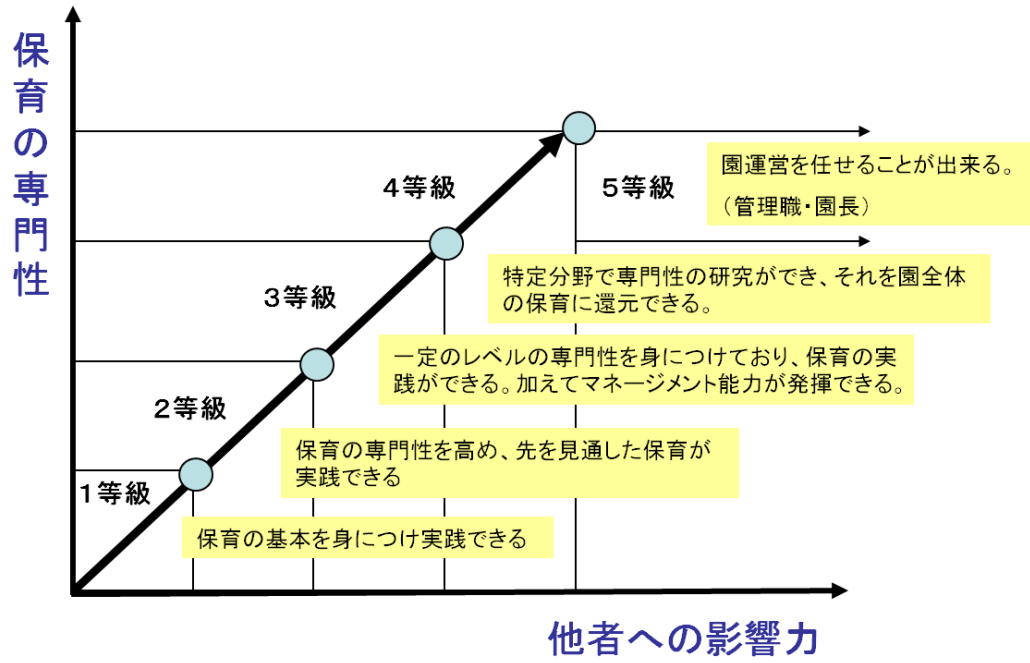 保育の専門性
4等級
5等級
園運営を任せることが出来る。
（管理職・園長）
3等級
特定分野で専門性の研究ができ、それを園全体
の保育に還元できる。
2等級
一定のレベルの専門性を身につけており、保育の実
践ができる。加えてマネージメント能力が発揮できる。
1等級
保育の専門性を高め、先を見通した保育が
実践できる
保育の基本を身につけ実践できる
他者への影響力